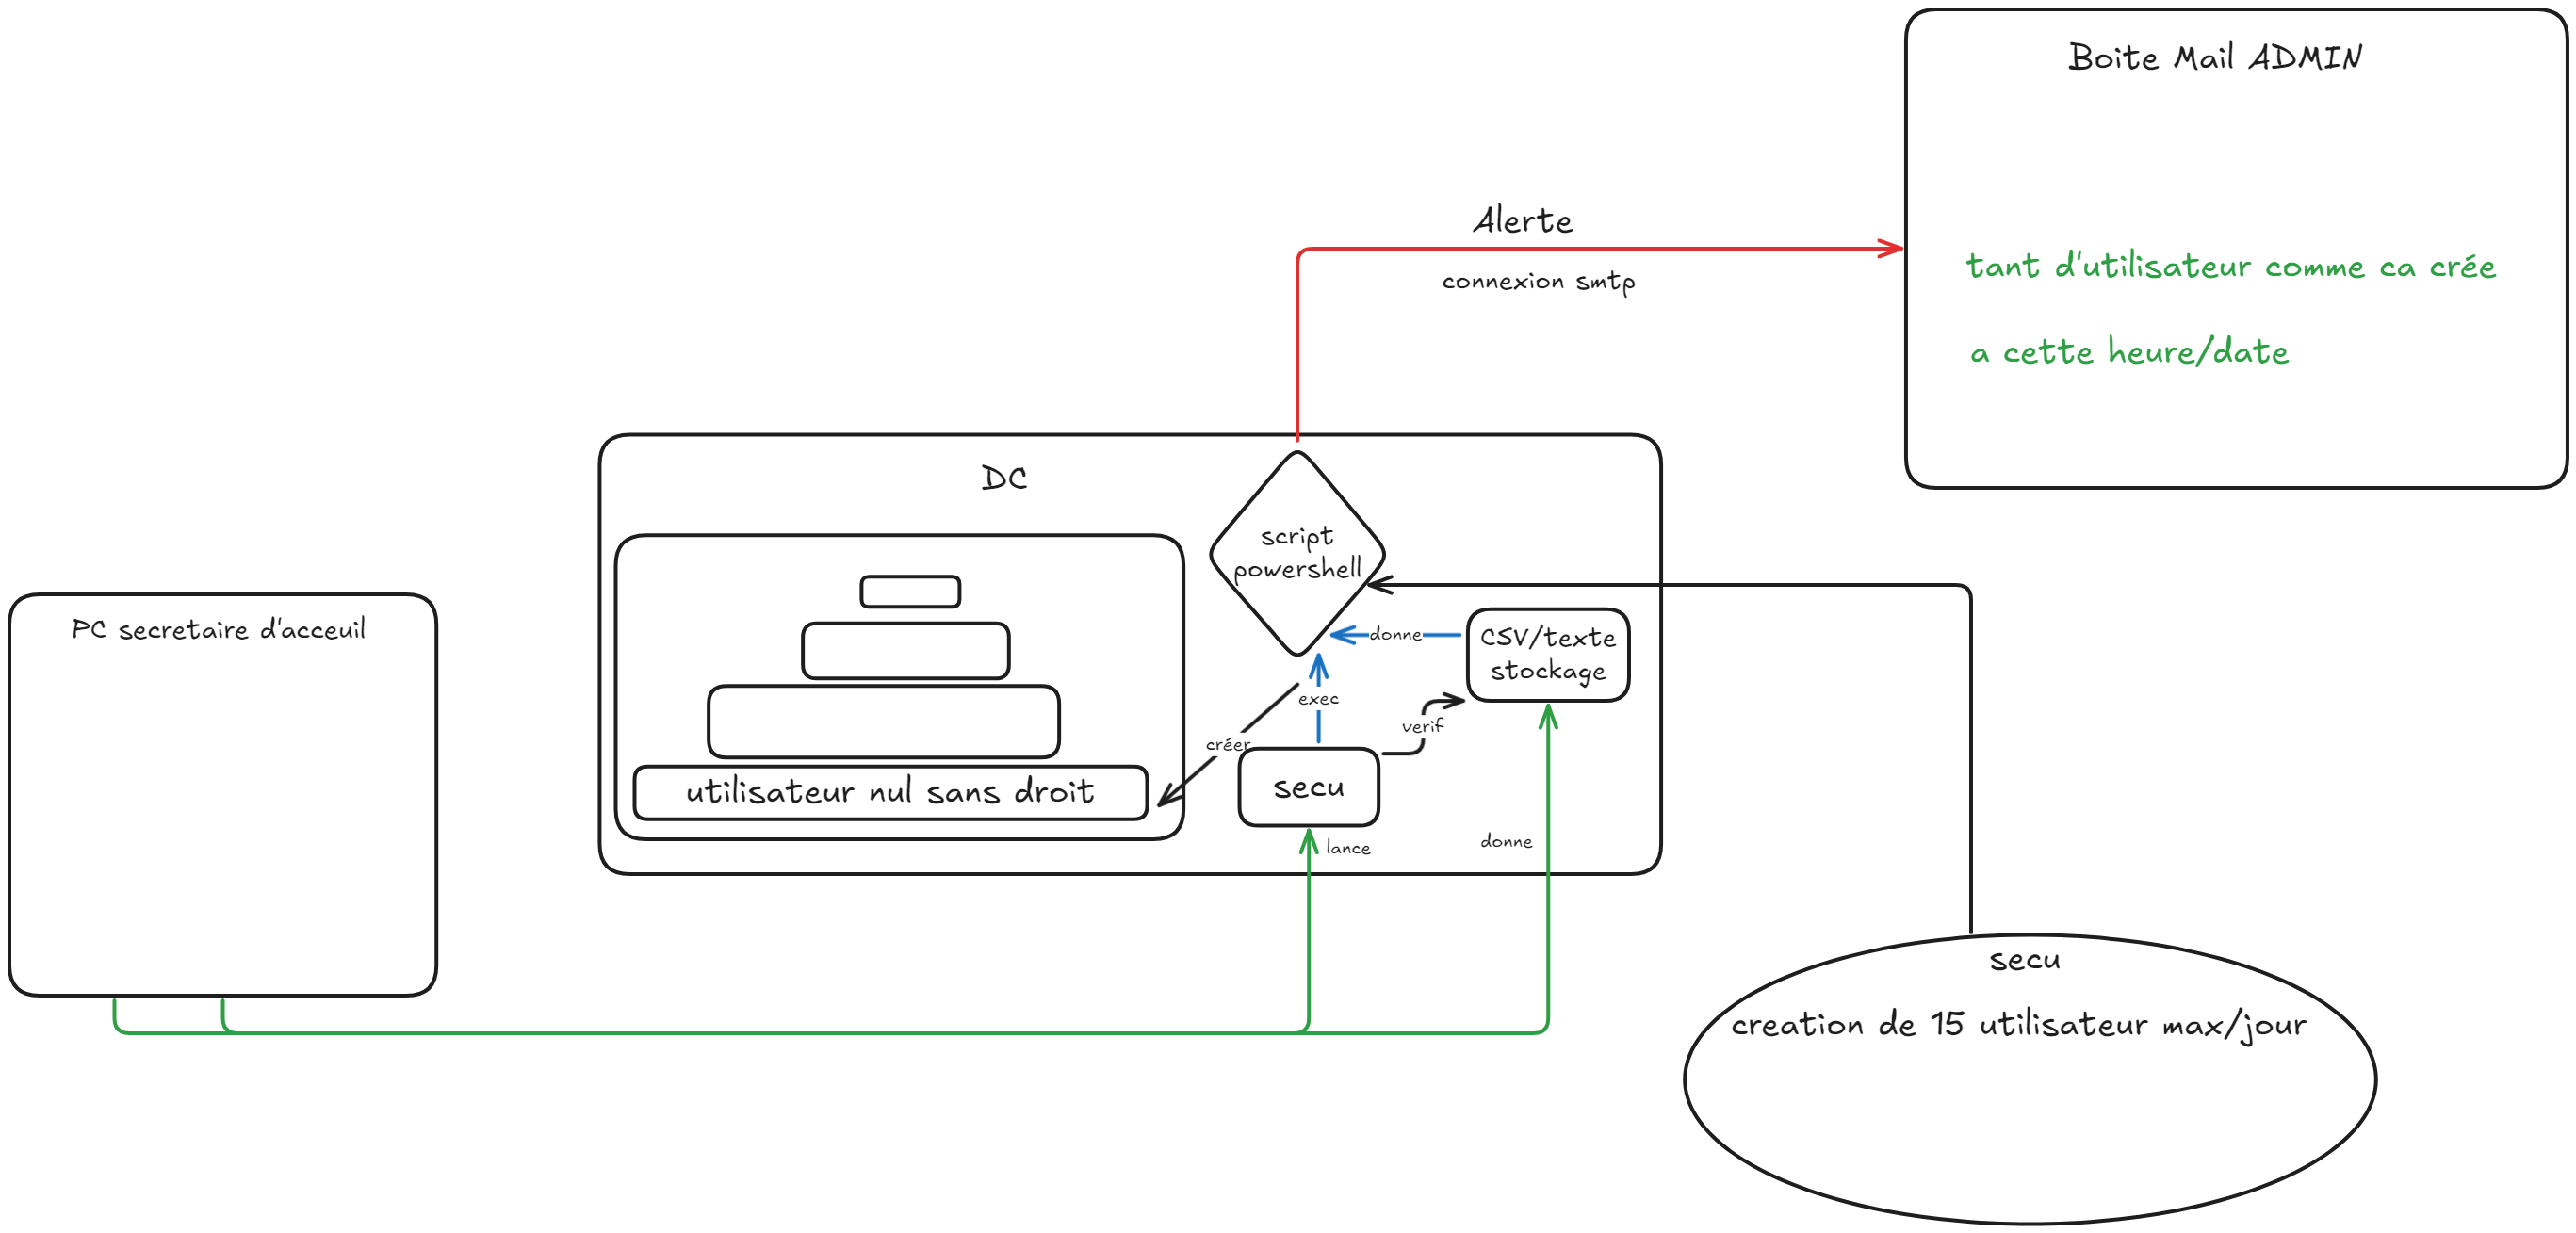 Boite Mail ADMIN
Alerte
connexion smtp
tant d'utilisateur comme ca crée
a cette heure/date
DC
script
powershell
PC secretaire d'acceuil
donne
CSV/texte
stockage
exec
verif
créer
utilisateur nul sans droit
secu
lance
donne
secu
creation de 15 utilisateur max/jour